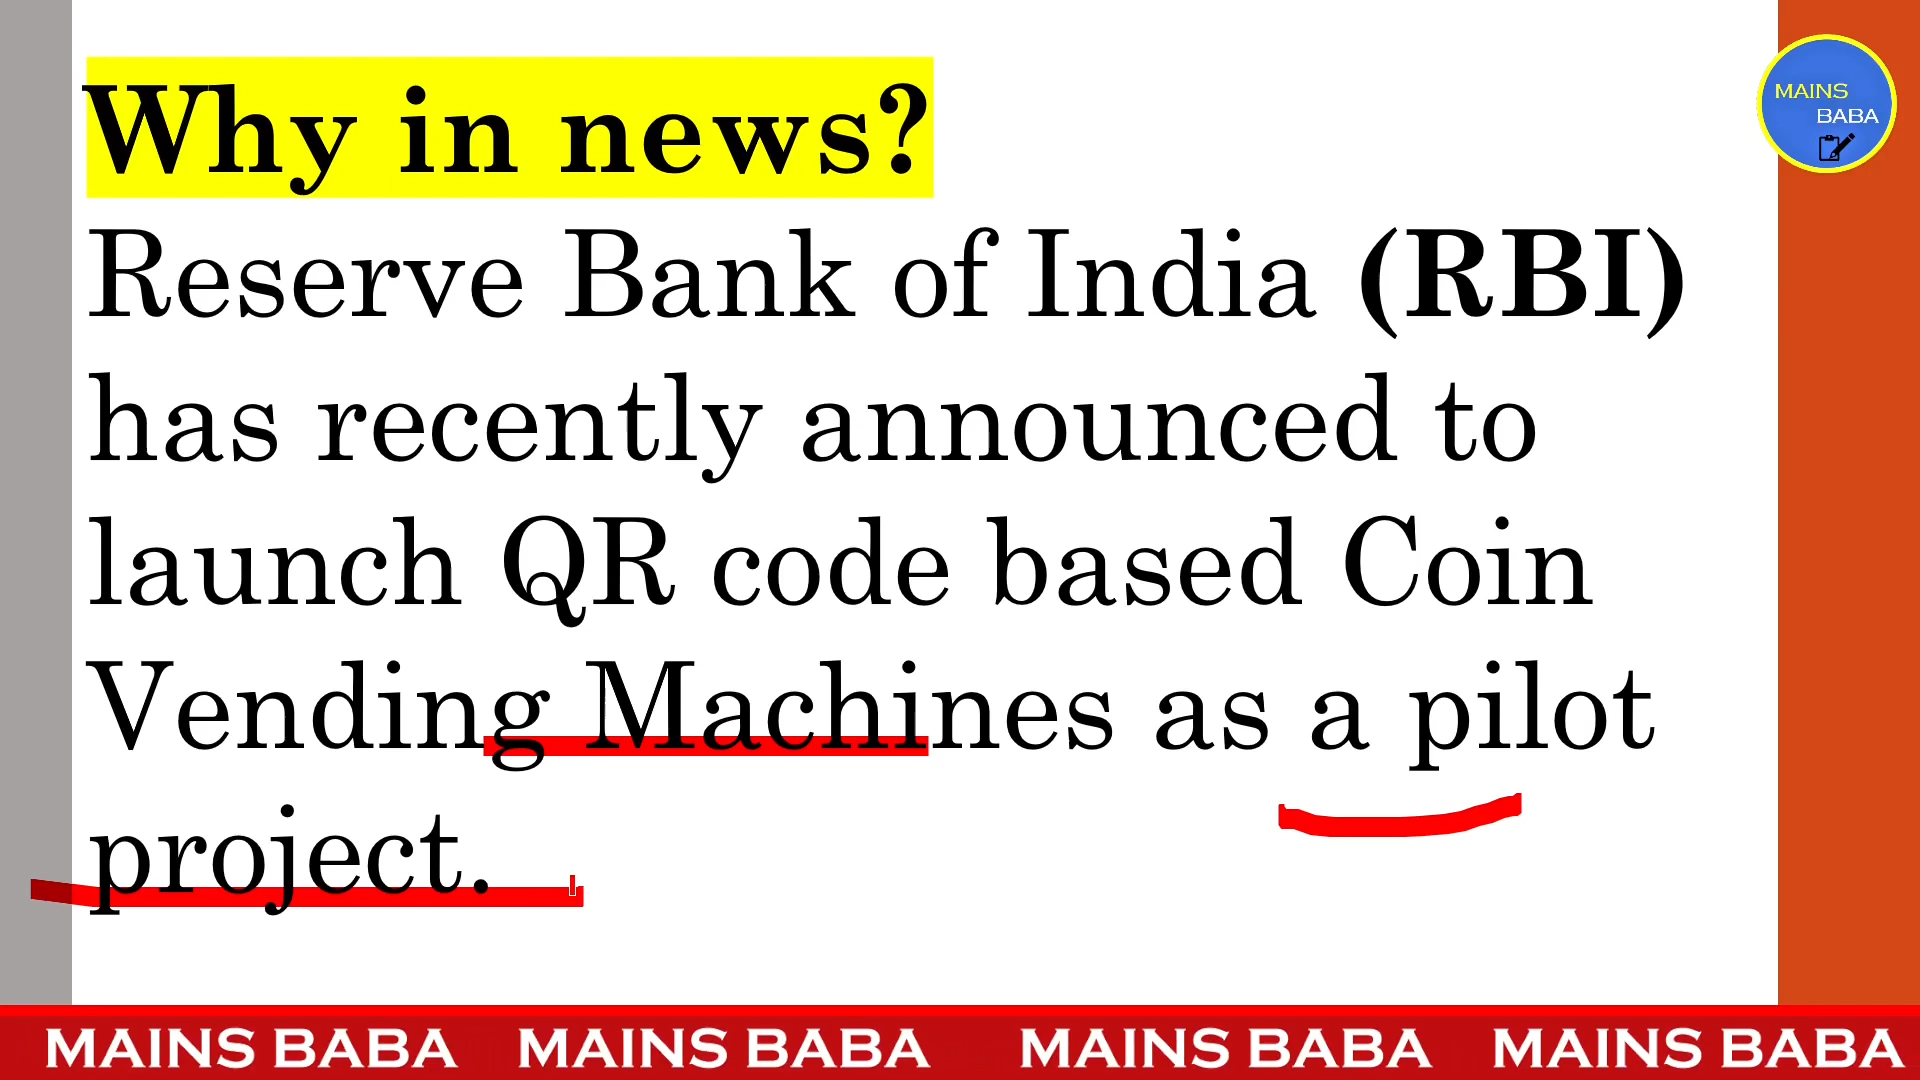 Why in news?
Reserve Bank of India (RBI)
has recently announced to
launch QR code based Coin
Vending Machines as a pilot
project.
MAINS
BABA
MAINS BABA MAINS BABA MAINS BABA MAINS BABA